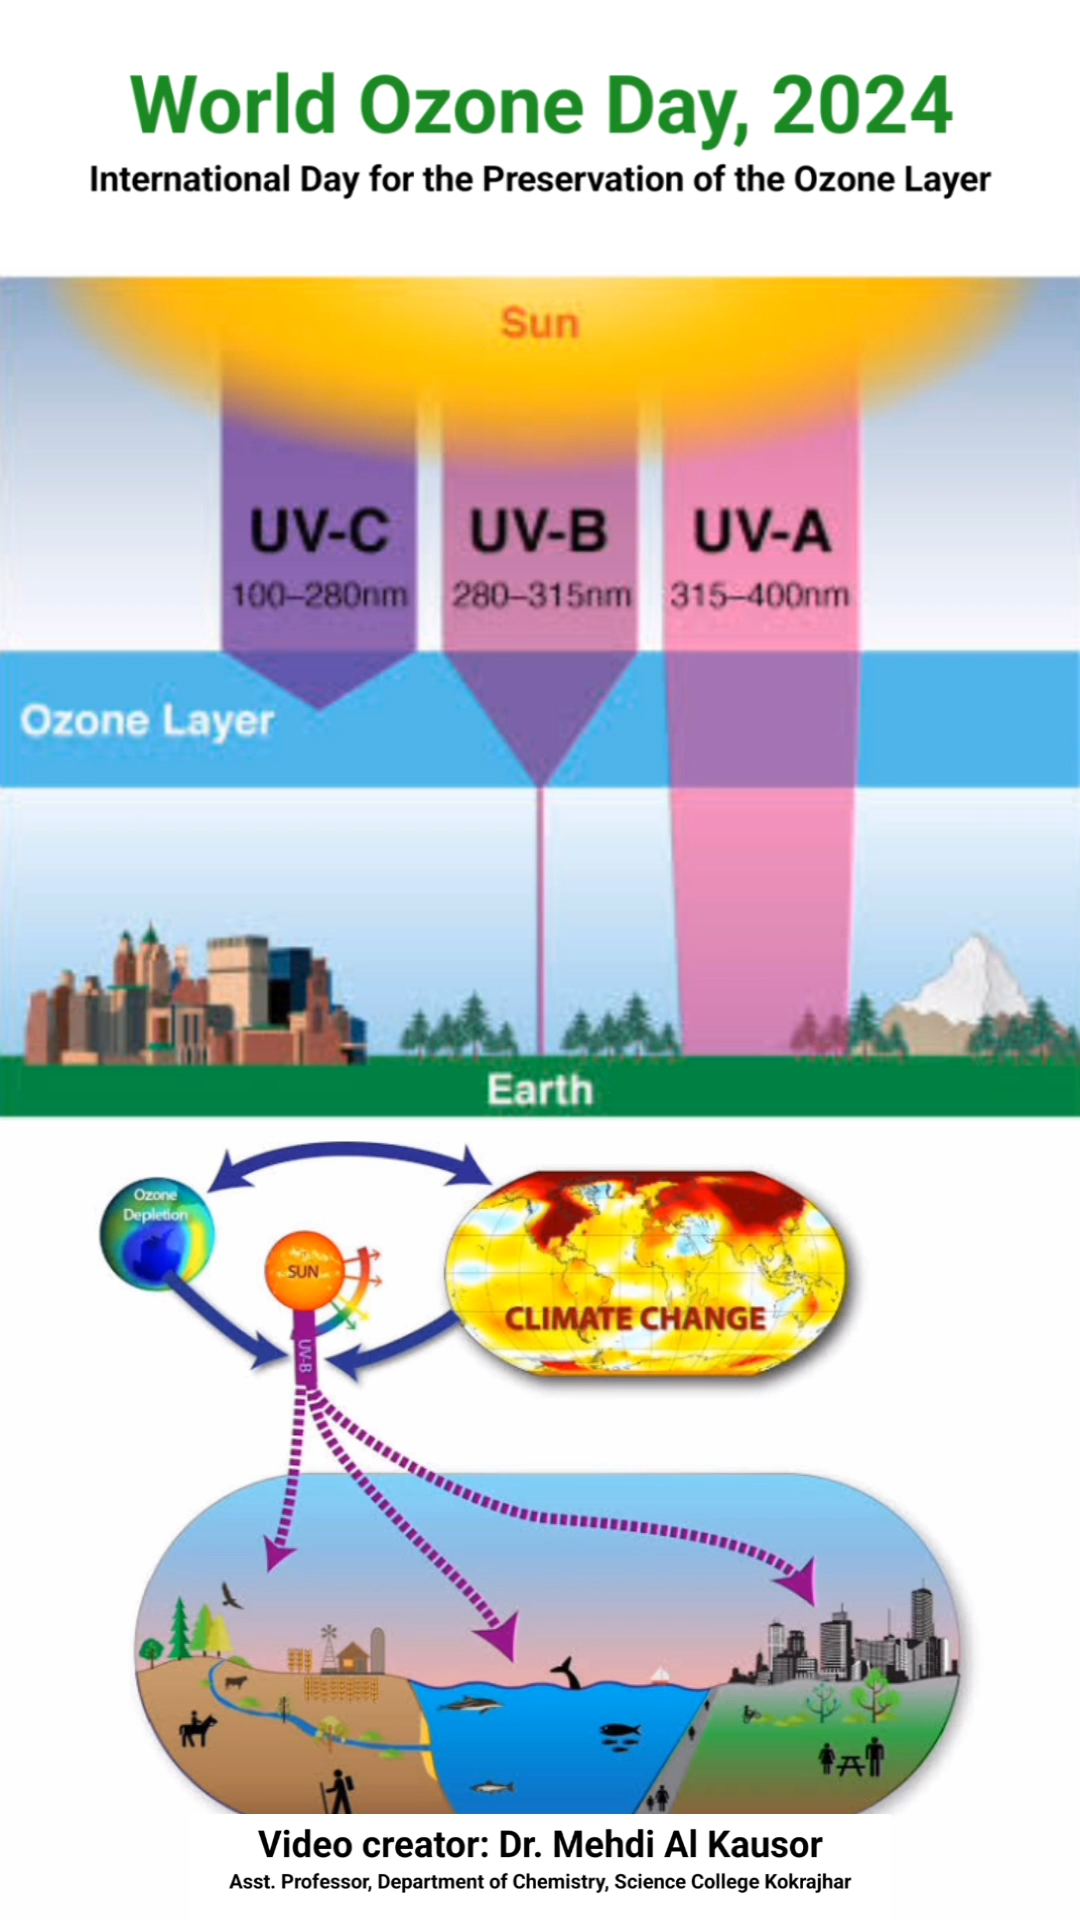 World Ozone Day, 2024
International Day for the Preservation of the Ozone Layer
Sun
UV-C UV-B UV-A
100–280nm 280–315nm 315–400nm
Ozone Layer
Earth
Ozone
Depletion
SUN
CLIMATE CHANGE
UV-B
Video creator: Dr. Mehdi Al Kausor
Asst. Professor, Department of Chemistry, Science College Kokrajhar